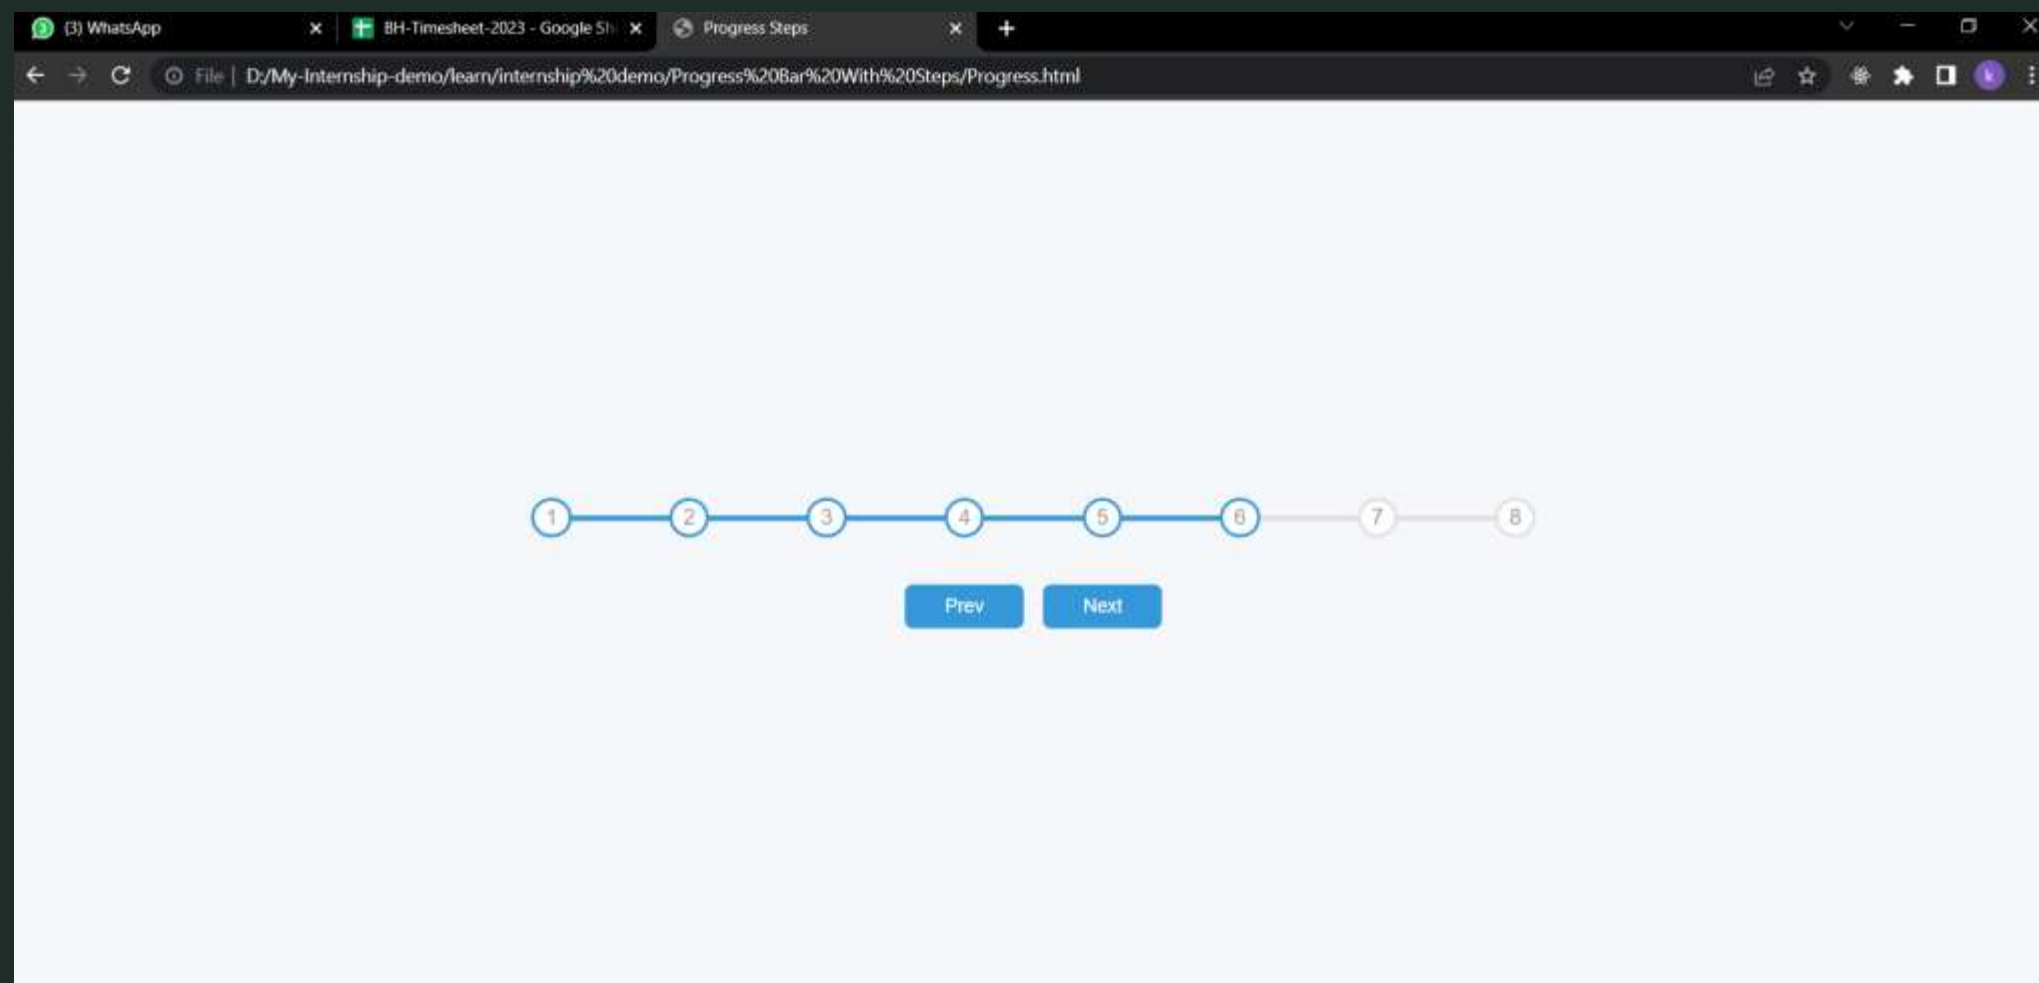 (3) WhatsApp
BH-Timesheet-2023 - Google Sh
Progress Steps
File | D:/My-Internship-demo/learn/internship%20demo/Progress%20Bar%20With%20Steps/Progress.html
k
1 2 3 4 5 6 7 8
Prev Next